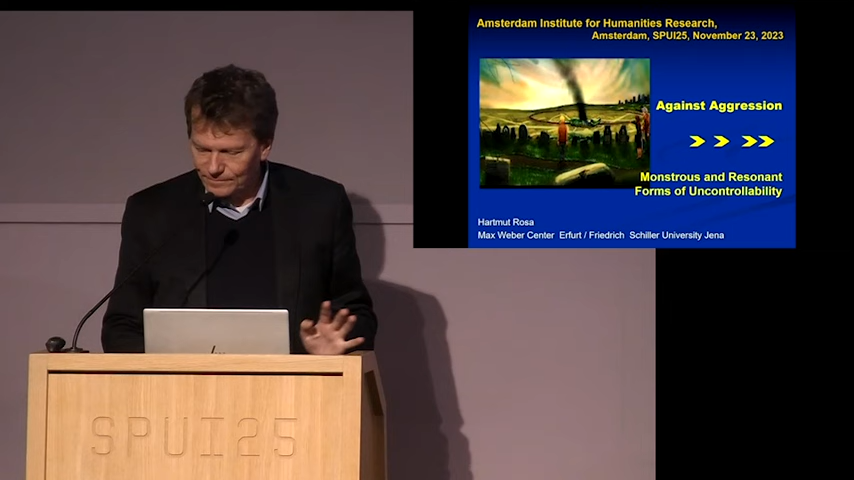 Amsterdam Institute for Humanities Research,
Amsterdam, SPUI25, November 23, 2023
Against Aggression
Monstrous and Resonant
Forms of Uncontrollability
Hartmut Rosa
Max Weber Center Erfurt / Friedrich Schiller University Jena
SPUI25